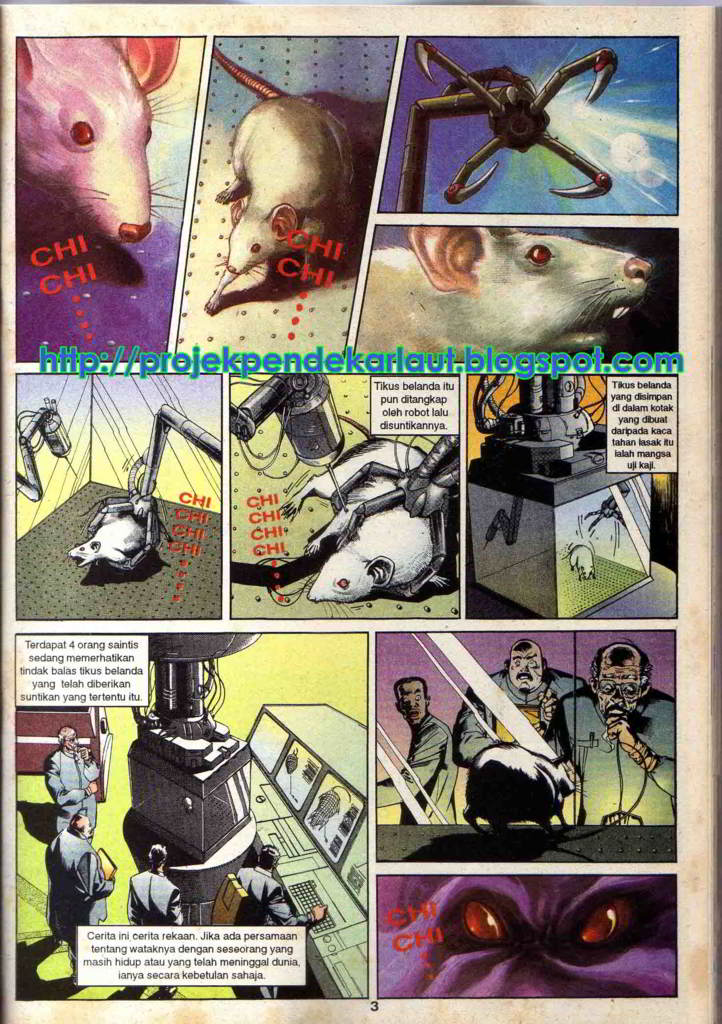 CHI
CHI
CHI
CHI
http://projekpendekarlaut.blogspot.com
CHI
CHI
CHI
CHI
Tikus belanda itu
pun ditangkap
oleh robot lalu
disuntikannya.
CHI
CHI
CHI
CHI
Tikus belanda
yang disimpan
di dalam kotak
yang dibuat
daripada kaca
tahan lasak itu
ialah mangsa
uji kaji.
Terdapat 4 orang saintis
sedang memerhatikan
tindak balas tikus belanda
yang telah diberikan
suntikan yang tertentu itu.
Cerita ini cerita rekaan. Jika ada persamaan
tentang wataknya dengan seseorang yang
masih hidup atau yang telah meninggal dunia,
ianya secara kebetulan sahaja.
CHI
CHI
3